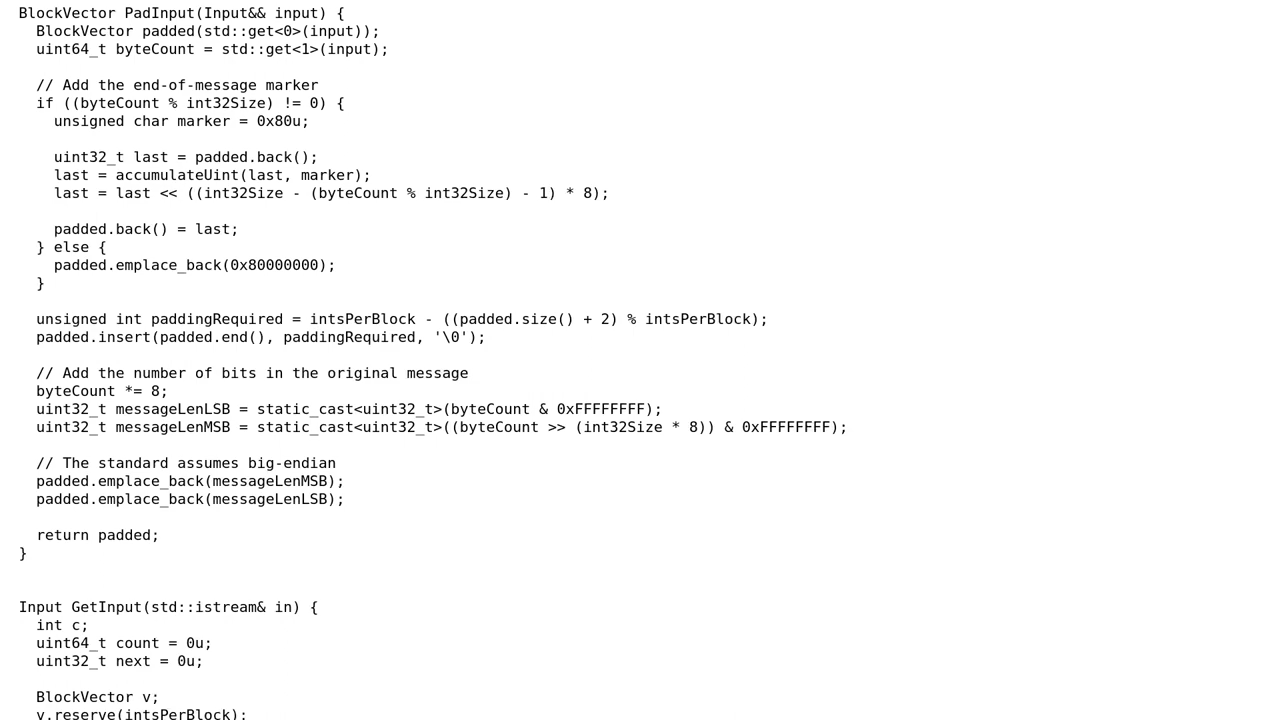 BlockVector PadInput(Input&& input) {
  BlockVector padded(std::get<0>(input));
  uint64_t byteCount = std::get<1>(input);

  // Add the end-of-message marker
  if ((byteCount % int32Size) != 0) {
    unsigned char marker = 0x80u;

    uint32_t last = padded.back();
    last = accumulateUint(last, marker);
    last = last << ((int32Size - (byteCount % int32Size) - 1) * 8);

    padded.back() = last;
  } else {
    padded.emplace_back(0x80000000);
  }

  unsigned int paddingRequired = intsPerBlock - ((padded.size() + 2) % intsPerBlock);
  padded.insert(padded.end(), paddingRequired, '\0');

  // Add the number of bits in the original message
  byteCount *= 8;
  uint32_t messageLenLSB = static_cast<uint32_t>(byteCount & 0xFFFFFFFF);
  uint32_t messageLenMSB = static_cast<uint32_t>((byteCount >> (int32Size * 8)) & 0xFFFFFFFF);

  // The standard assumes big-endian
  padded.emplace_back(messageLenMSB);
  padded.emplace_back(messageLenLSB);

  return padded;
}


Input GetInput(std::istream& in) {
  int c;
  uint64_t count = 0u;
  uint32_t next = 0u;

  BlockVector v;
  v.reserve(intsPerBlock);